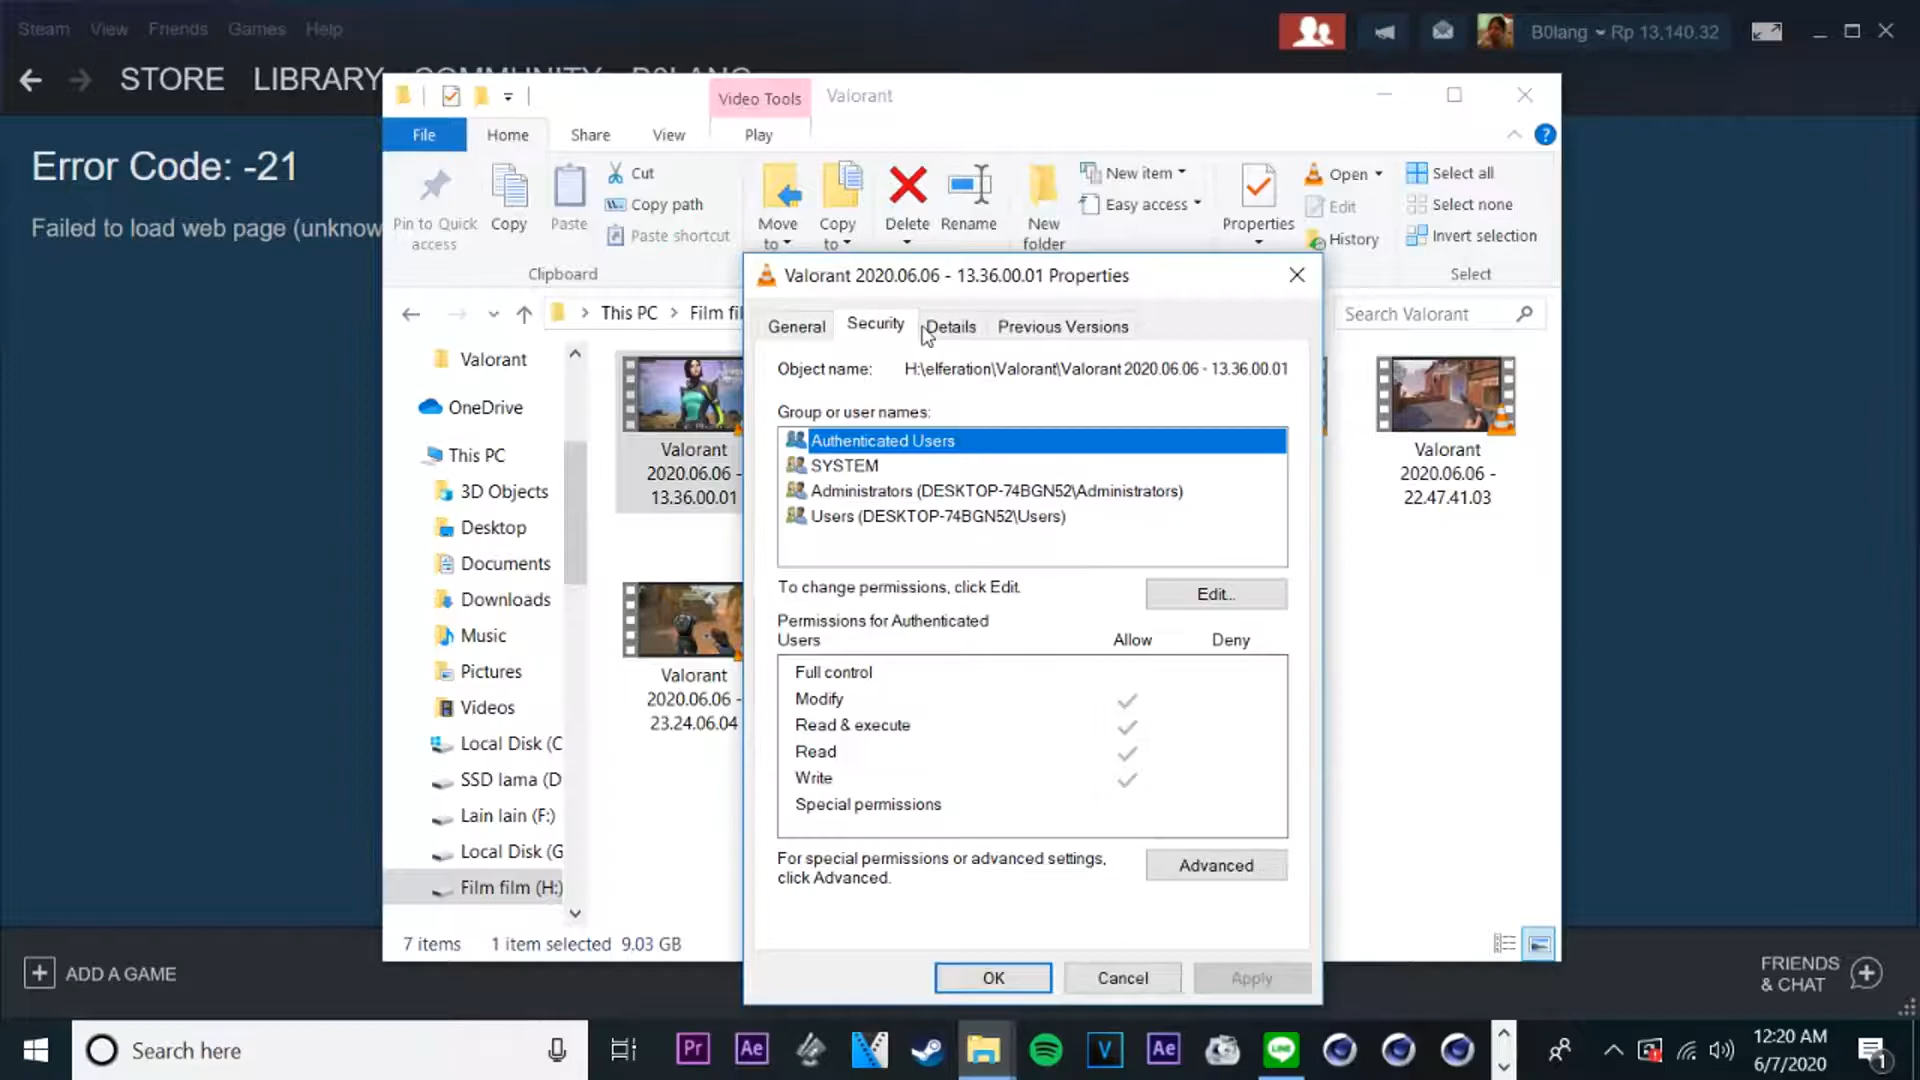 Steam View Friends Games Help
B0lang Rp 13,140.32
STORE LIBRARY COMMUNITY B0LANG
Error Code: -21
Failed to load web page (unknow
Video Tools Valorant
File Home Share View Play
Pin to Quick
access
Copy
Paste
Cut
Copy path
Paste shortcut
Clipboard
Move
to
Copy
to
Delete
Rename
New
folder
New item
Easy access
Properties
Open
Edit
History
Select all
Select none
Invert selection
Select
This PC Film fil
Search Valorant
Valorant
OneDrive
This PC
3D Objects
Desktop
Documents
Downloads
Music
Pictures
Videos
Local Disk (C
SSD lama (D
Lain lain (F:)
Local Disk (G
Film film (H:)
Valorant
2020.06.06 -
13.36.00.01
Valorant
2020.06.06 -
22.47.41.03
Valorant
2020.06.06 -
23.24.06.04
7 items 1 item selected 9.03 GB
Valorant 2020.06.06 - 13.36.00.01 Properties
General Security Details Previous Versions
Object name: H:\elferation\Valorant\Valorant 2020.06.06 - 13.36.00.01
Group or user names:
Authenticated Users
SYSTEM
Administrators (DESKTOP-74BGN52\Administrators)
Users (DESKTOP-74BGN52\Users)
To change permissions, click Edit.
Edit...
Permissions for Authenticated
Users Allow Deny
Full control
Modify
Read & execute
Read
Write
Special permissions
For special permissions or advanced settings,
click Advanced.
Advanced
OK Cancel Apply
ADD A GAME
FRIENDS
& CHAT
Search here
Pr
Ae
V
Ae
LINE
12:20 AM
6/7/2020
1